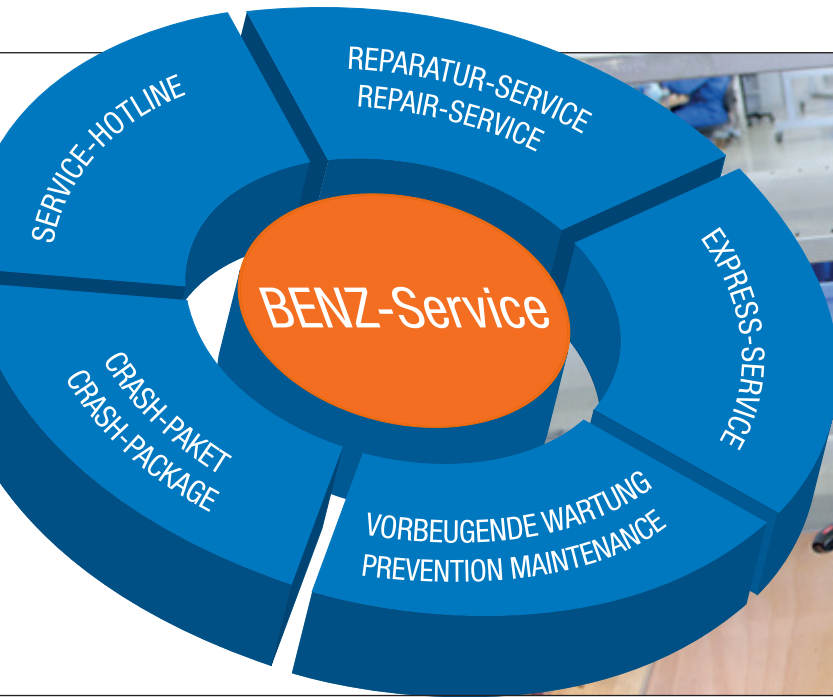 SERVICE-HOTLINE
REPARATUR-SERVICE
REPAIR-SERVICE
EXPRESS-SERVICE
BENZ-Service
CRASH-PAKET
CRASH-PACKAGE
VORBEUGENDE WARTUNG
PREVENTION MAINTENANCE